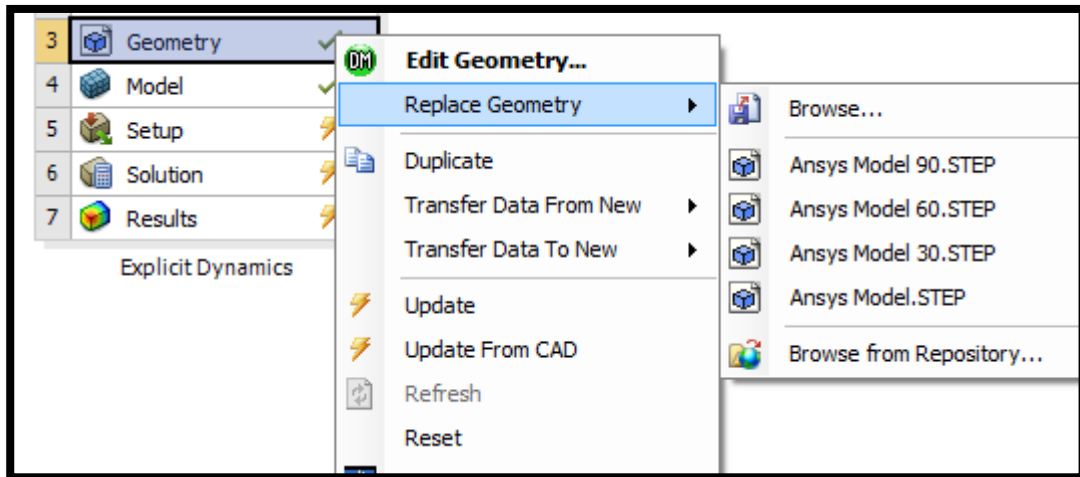 3 Geometry
4 Model
5 Setup
6 Solution
7 Results
Explicit Dynamics
DM Edit Geometry...
Replace Geometry
Duplicate
Transfer Data From New
Transfer Data To New
Update
Update From CAD
Refresh
Reset
Browse...
Ansys Model 90.STEP
Ansys Model 60.STEP
Ansys Model 30.STEP
Ansys Model.STEP
Browse from Repository...